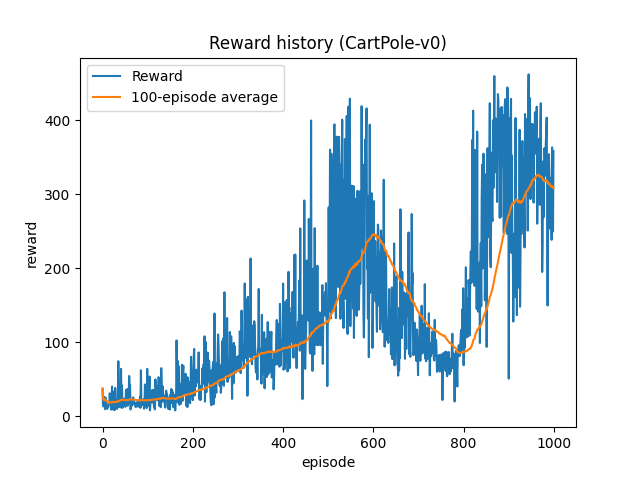 Reward history (CartPole-v0)
Reward
100-episode average
400
300
200
100
0
reward
0 200 400 600 800 1000
episode